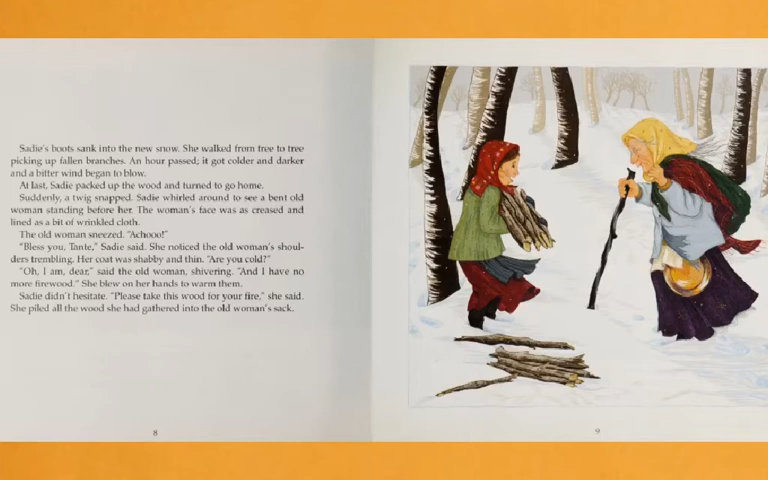 Sadie's boots sank into the new snow. She walked from tree to tree
picking up fallen branches. An hour passed; it got colder and darker
and a bitter wind began to blow.
At last, Sadie packed up the wood and turned to go home.
Suddenly, a twig snapped. Sadie whirled around to see a bent old
woman standing before her. The woman's face was as creased and
lined as a bit of wrinkled cloth.
The old woman sneezed. "Achooo!"
"Bless you, Tante," Sadie said. She noticed the old woman's shoul-
ders trembling. Her coat was shabby and thin. "Are you cold?"
"Oh, I am, dear," said the old woman, shivering. "And I have no
more firewood." She blew on her hands to warm them.
Sadie didn't hesitate. "Please take this wood for your fire," she said.
She piled all the wood she had gathered into the old woman's sack.
8
9